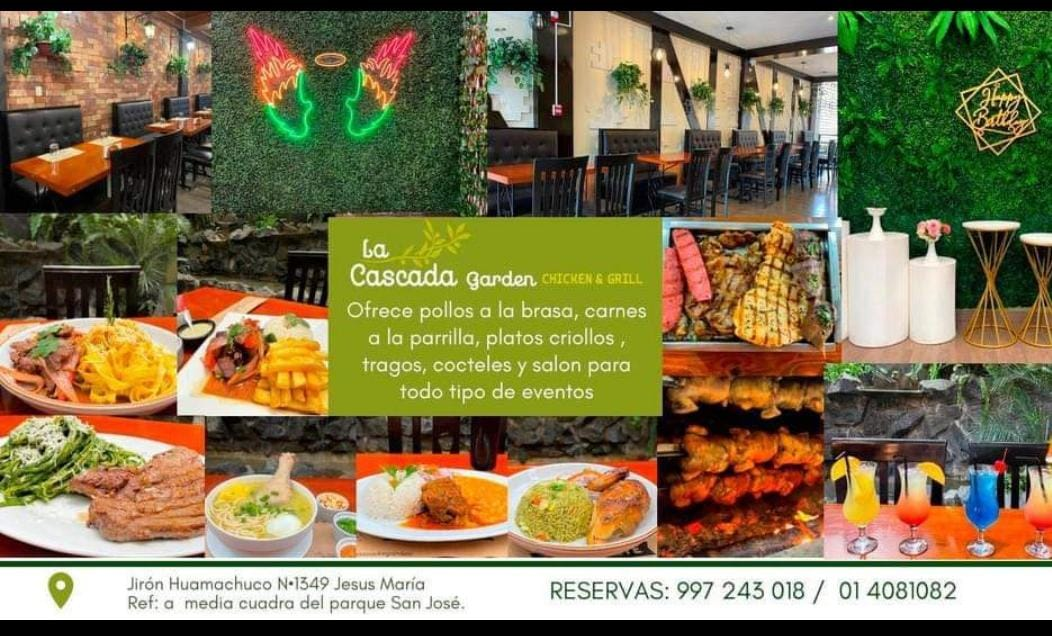 Happy
Bathday
La
Cascada Garden CHICKEN & GRILL
Ofrece pollos a la brasa, carnes
a la parrilla, platos criollos ,
tragos, cocteles y salon para
todo tipo de eventos
Jirón Huamachuco N•1349 Jesus María
Ref: a media cuadra del parque San José.
RESERVAS: 997 243 018 / 01 4081082